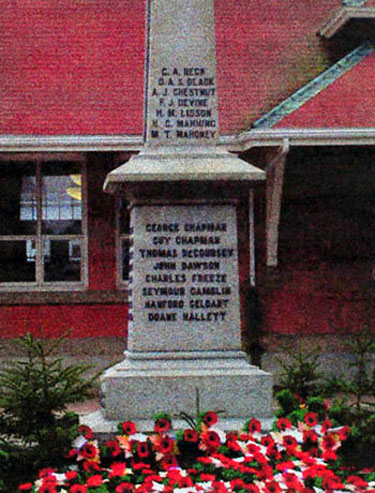 C. A. BECK
D. A. S. BLACK
A. J. CHESTNUT
F. J. DEVINE
H. M. LISSON
H. C. MANNING
M. T. MAHONEY
GEORGE CHAPMAN
GUY CHAPMAN
THOMAS DECOURSEY
JOHN DAWSON
CHARLES FREEZE
SEYMOUR GAMBLIN
HANFORD GELDART
DOANE HALLETT